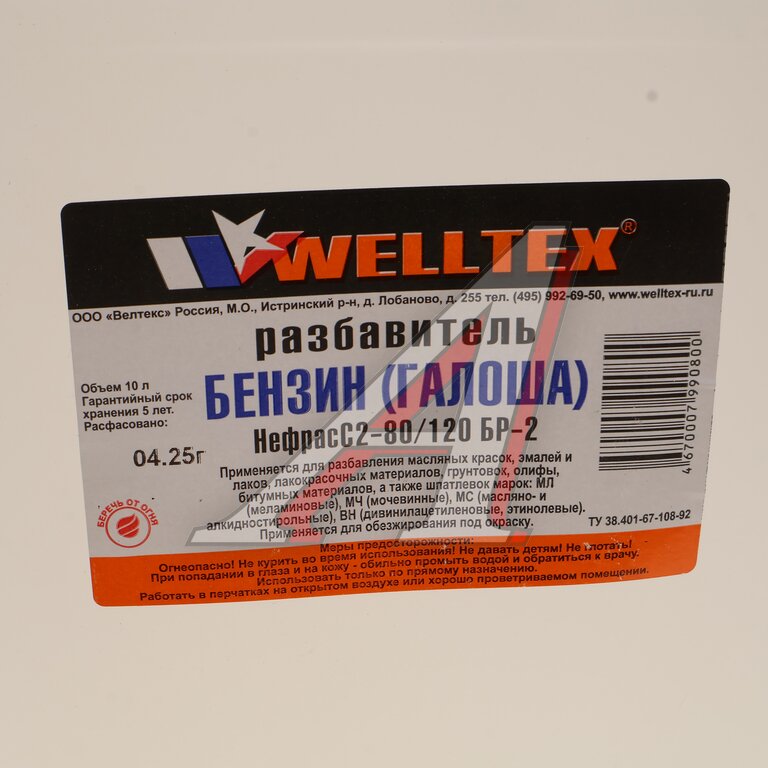 WELLTEX®
ООО «Велтекс» Россия, М.О., Истринский р-н, д. Лобаново, д. 255 тел. (495) 992-69-50, www.welltex-ru.ru
разбавитель
БЕНЗИН (ГАЛОША)
НефрасС2-80/120 БР-2
Объем 10 л
Гарантийный срок
хранения 5 лет.
Расфасовано:
04.25г
БЕРЕЧЬ ОТ ОГНЯ
Применяется для разбавления масляных красок, эмалей и
лаков, лакокрасочных материалов, грунтовок, олифы,
битумных материалов, а также шпатлевок марок: МЛ
(меламиновые), МЧ (мочевинные), МС (масляно- и
алкидностирольные), ВН (дивинилацетиленовые, этинолевые).
Применяется для обезжирования под окраску.
4670007990800
ТУ 38.401-67-108-92
Меры предосторожности:
Огнеопасно! Не курить во время использования! Не давать детям! Не глотать!
При попадании в глаза и на кожу - обильно промыть водой и обратиться к врачу.
Использовать только по прямому назначению.
Работать в перчатках на открытом воздухе или хорошо проветриваемом помещении.